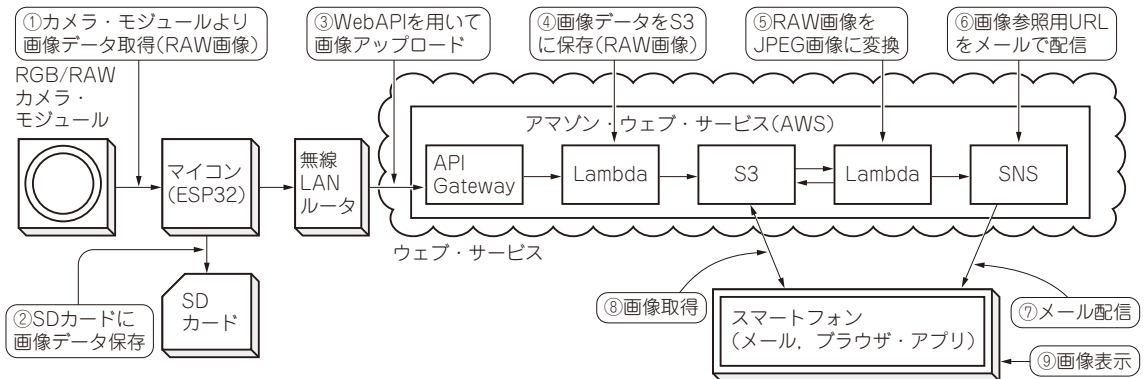 ①カメラ・モジュールより
画像データ取得(RAW画像)
③WebAPIを用いて
画像アップロード
④画像データをS3
に保存(RAW画像)
⑤RAW画像を
JPEG画像に変換
⑥画像参照用URL
をメールで配信
RGB/RAW
カメラ・
モジュール
マイコン
(ESP32)
無線
LAN
ルータ
アマゾン・ウェブ・サービス(AWS)
API
Gateway
Lambda
S3
Lambda
SNS
ウェブ・サービス
②SDカードに
画像データ保存
SD
カード
⑧画像取得
スマートフォン
(メール，ブラウザ・アプリ)
⑦メール配信
⑨画像表示